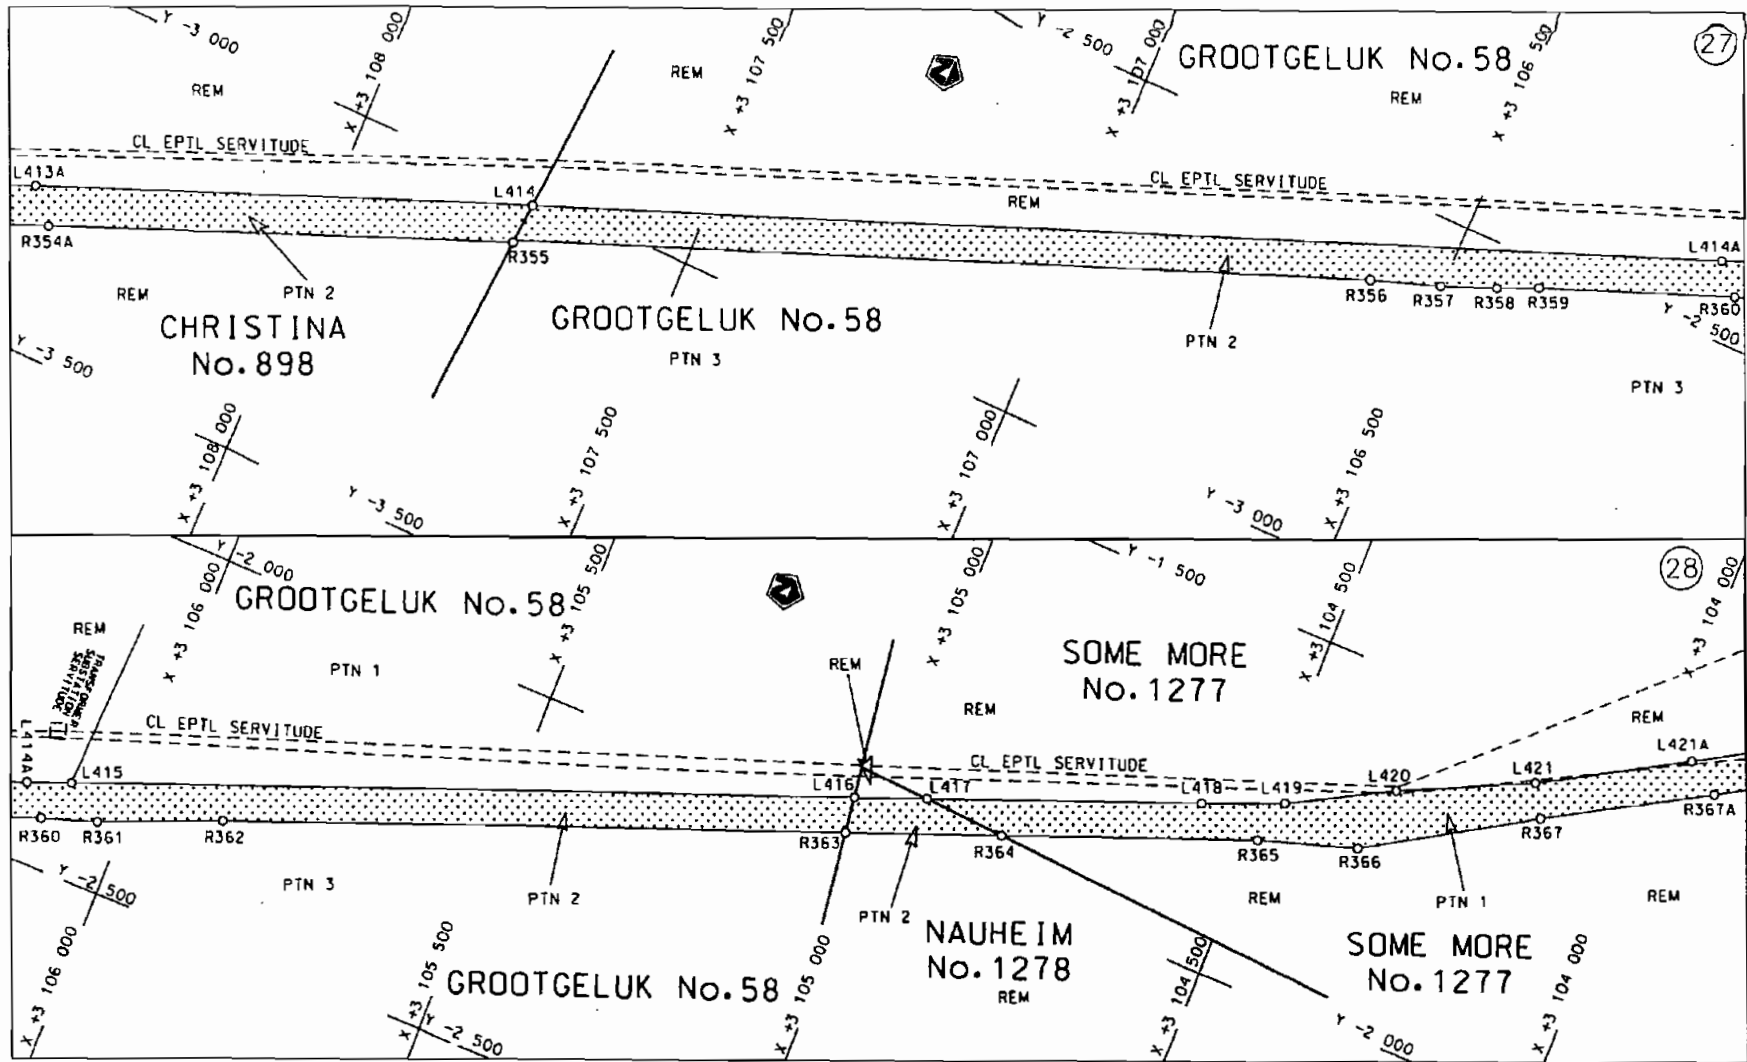 Y -3 000
X +3 108 000
X +3 107 500
Y -2 500
X +3 107 000
GROOTGELUK No.58
X +3 106 500
27
REM
REM
REM
CL EPTL SERVITUDE
CL EPTL SERVITUDE
L413A
L414
REM
L414A
R354A
R355
R356
R357
R358
R359
R360
REM
PTN 2
CHRISTINA
No.898
GROOTGELUK No.58
PTN 3
PTN 2
Y -2 500
PTN 3
Y -3 500
X +3 108 000
Y -3 500
X +3 107 500
X +3 107 000
Y -3 000
X +3 106 500
Y -2 000
X +3 106 000
GROOTGELUK No.58
X +3 105 500
X +3 105 000
Y -1 500
X +3 104 500
28
X +3 104 000
REM
TRANSFORMER
SUBSTATION
SERVITUDE
PTN 1
REM
SOME MORE
No.1277
REM
REM
CL EPTL SERVITUDE
CL EPTL SERVITUDE
L414A
L415
L416
L417
L418
L419
L420
L421
L421A
R360
R361
R362
R363
R364
R365
R366
R367
R367A
Y -2 500
PTN 3
PTN 2
PTN 2
REM
PTN 1
REM
NAUHEIM
No.1278
REM
SOME MORE
No.1277
GROOTGELUK No.58
X +3 106 000
X +3 105 500
Y -2 500
X +3 105 000
X +3 104 500
Y -2 000
X +3 104 000